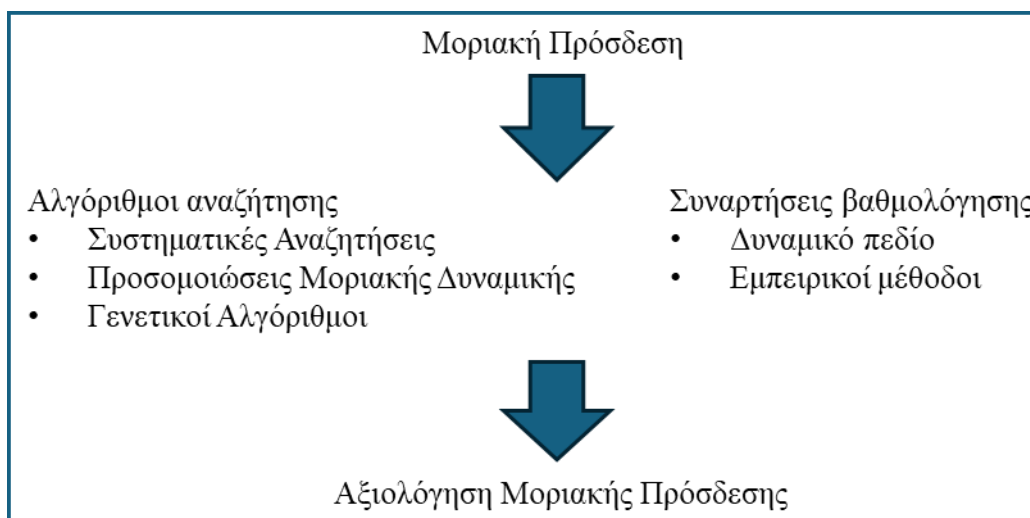 Μοριακή Πρόσδεση
Αλγόριθμοι αναζήτησης
• Συστηματικές Αναζητήσεις
• Προσομοιώσεις Μοριακής Δυναμικής
• Γενετικοί Αλγόριθμοι
Συναρτήσεις βαθμολόγησης
• Δυναμικό πεδίο
• Εμπειρικοί μέθοδοι
Αξιολόγηση Μοριακής Πρόσδεσης